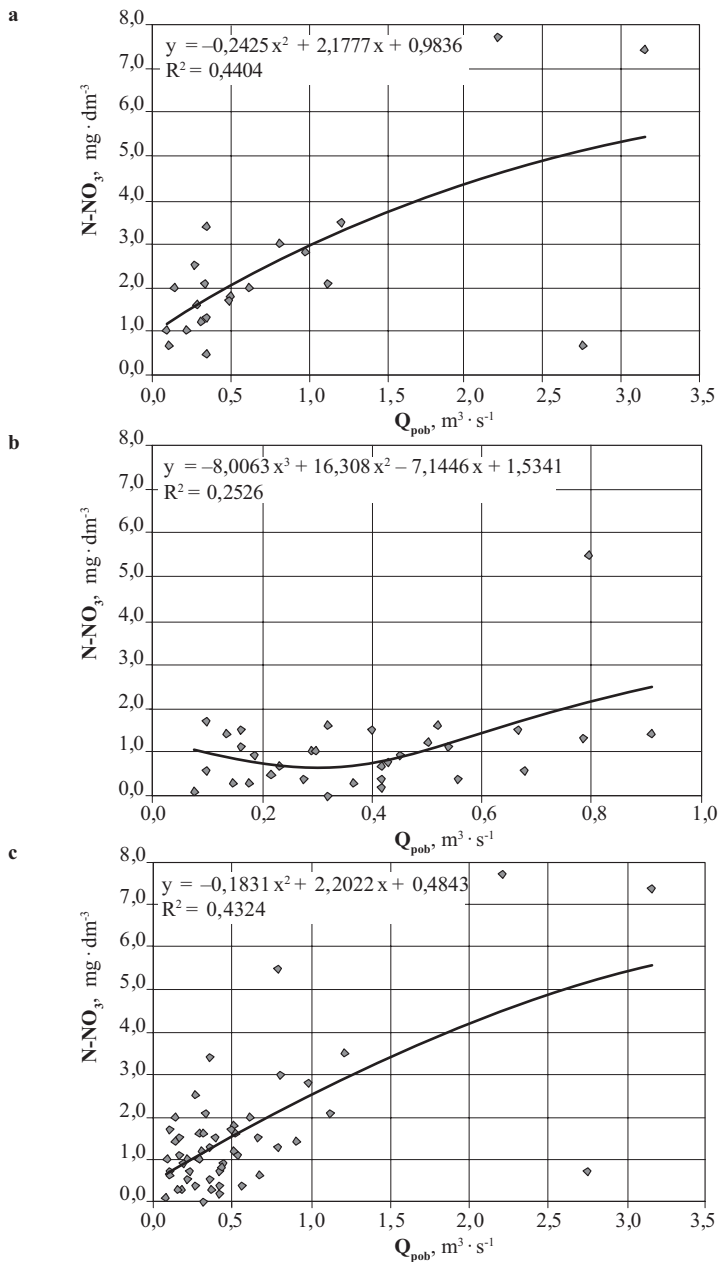 a
8,0
7,0
6,0
5,0
4,0
3,0
2,0
1,0
0,0
N-NO₃, mg · dm⁻³
y = –0,2425 x² + 2,1777 x + 0,9836
R² = 0,4404
0,0 0,5 1,0 1,5 2,0 2,5 3,0 3,5
Q_pob, m³ · s⁻¹
b
8,0
7,0
6,0
5,0
4,0
3,0
2,0
1,0
0,0
N-NO₃, mg · dm⁻³
y = –8,0063 x³ + 16,308 x² – 7,1446 x + 1,5341
R² = 0,2526
0,0 0,2 0,4 0,6 0,8 1,0
Q_pob, m³ · s⁻¹
c
8,0
7,0
6,0
5,0
4,0
3,0
2,0
1,0
0,0
N-NO₃, mg · dm⁻³
y = –0,1831 x² + 2,2022 x + 0,4843
R² = 0,4324
0,0 0,5 1,0 1,5 2,0 2,5 3,0 3,5
Q_pob, m³ · s⁻¹